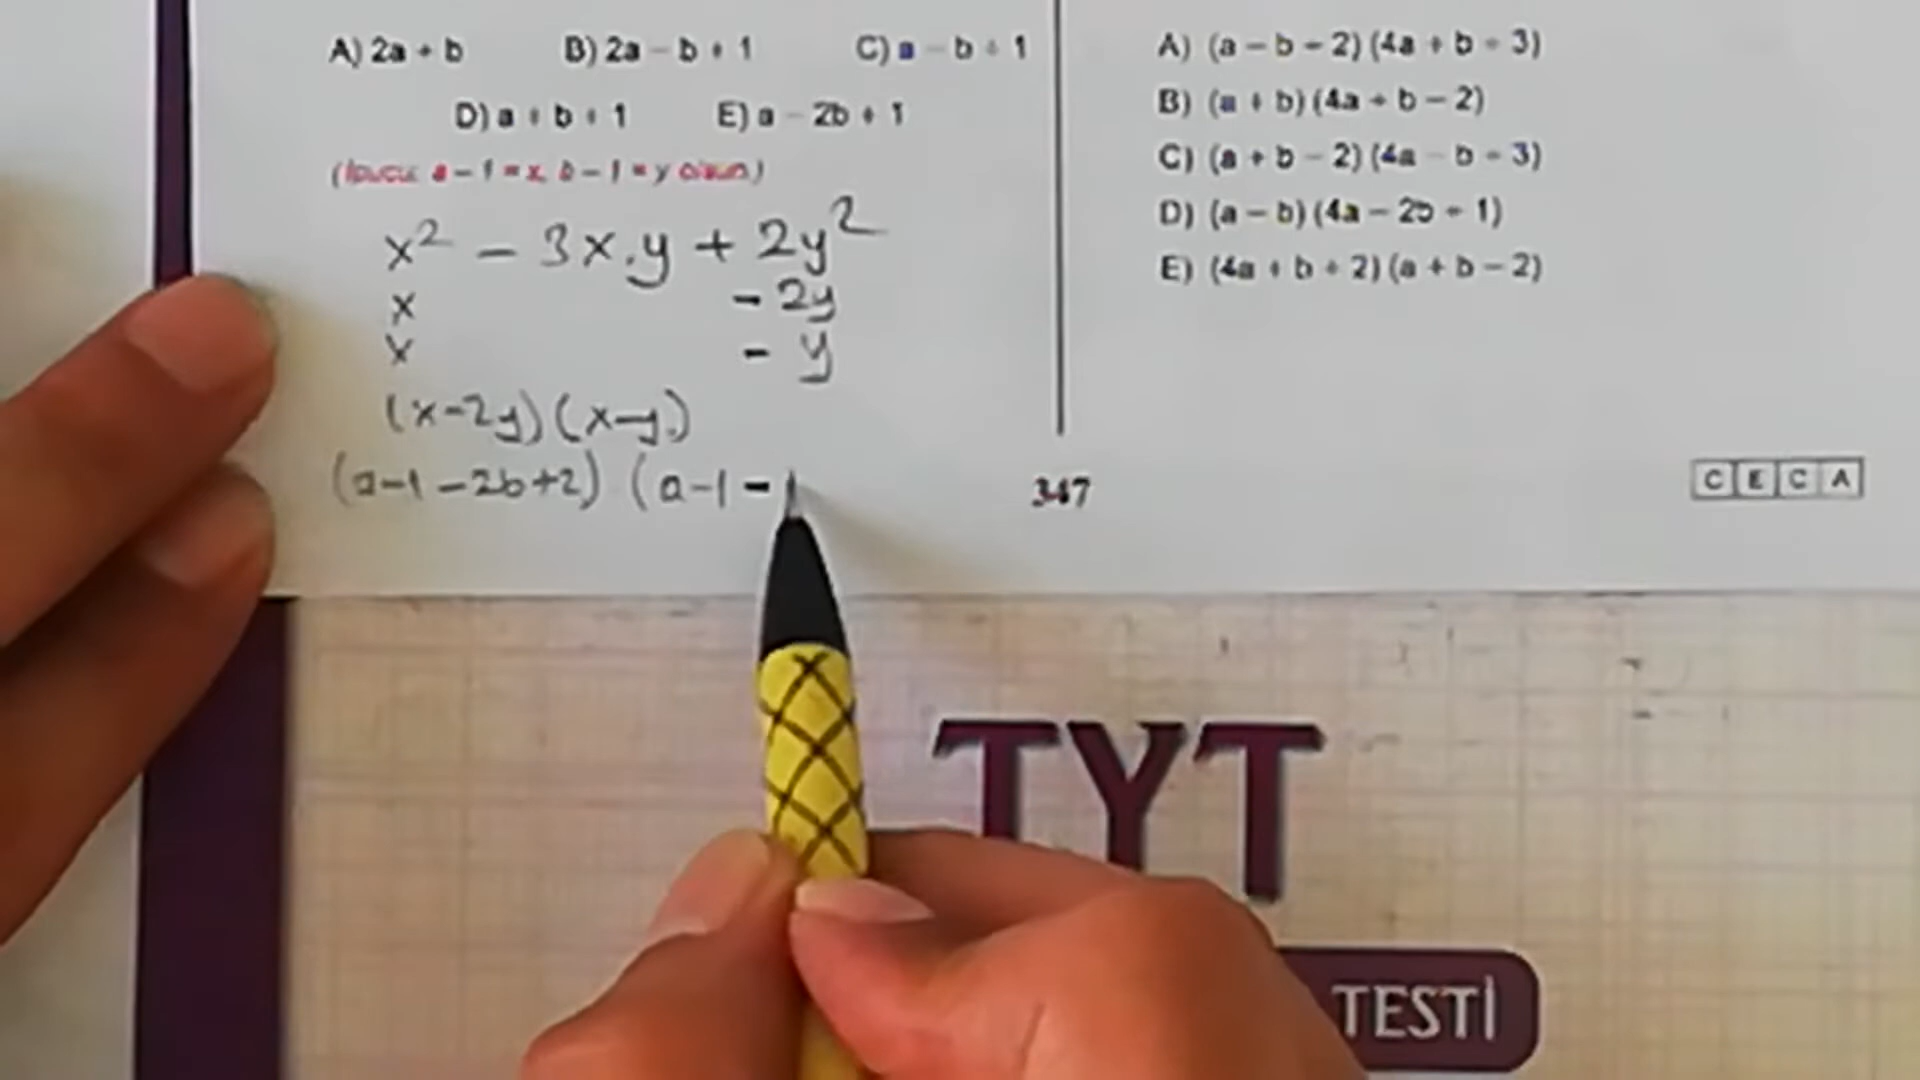 A) 2a + b B) 2a - b + 1 C) a - b + 1
D) a + b + 1 E) a - 2b + 1
(İpucu: a - 1 = x, b - 1 = y olsun.)
x² - 3x.y + 2y²
x - 2y
x - y
(x-2y)(x-y)
(a-1-2b+2) (a-1-
A) (a - b - 2)(4a + b - 3)
B) (a + b)(4a + b - 2)
C) (a + b - 2)(4a - b - 3)
D) (a - b)(4a - 2b - 1)
E) (4a + b + 2)(a + b - 2)
347
C E C A
TYT
TESTİ